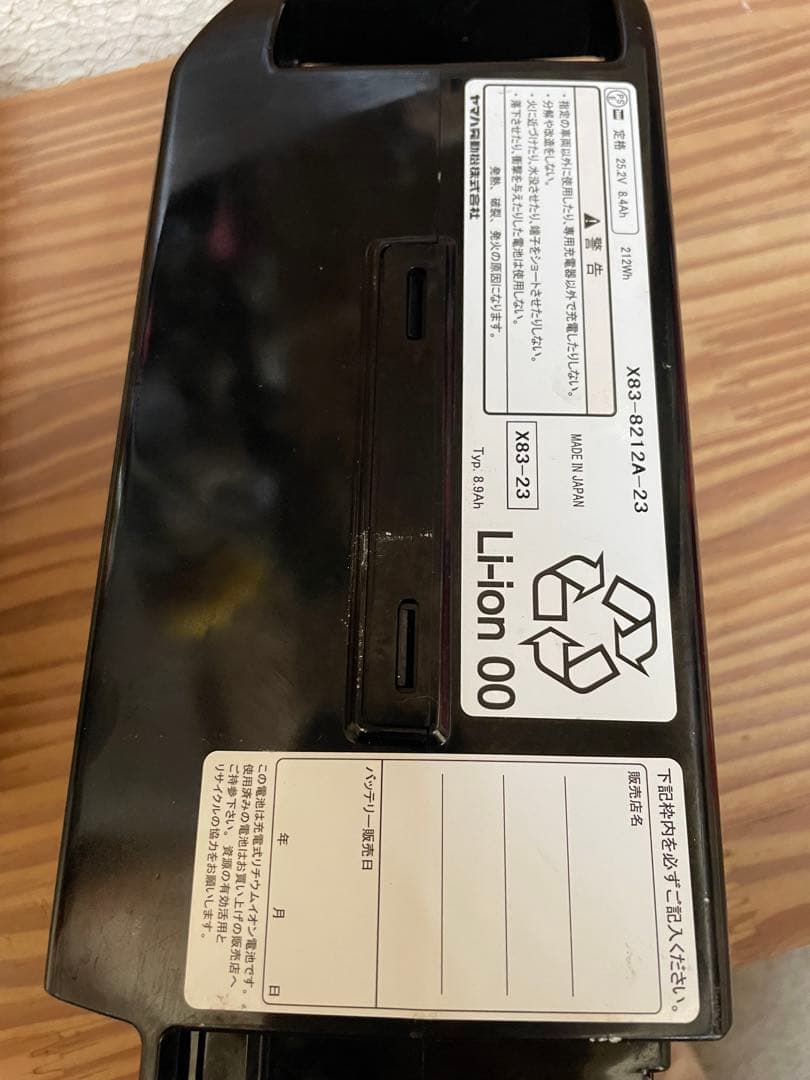 PS
E
定格 25.2V 8.4Ah
212Wh
X83-8212A-23
警告
・指定の車両以外に使用したり、専用充電器以外で充電したりしない。
・分解や改造をしない。
・火に近づけたり、水没させたり、端子をショートさせたりしない。
・落下させたり、衝撃を与えたりした電池は使用しない。
発熱、破裂、発火の原因になります。
ヤマハ発動機株式会社
MADE IN JAPAN
X83-23
Typ. 8.9Ah
Li-ion 00
下記枠内を必ずご記入ください。
販売店名
バッテリー販売日
年 月 日
この電池は充電式リチウムイオン電池です。
使用済みの電池はお買い上げの販売店へ
ご持参下さい。資源の有効活用と
リサイクルの協力をお願いします。